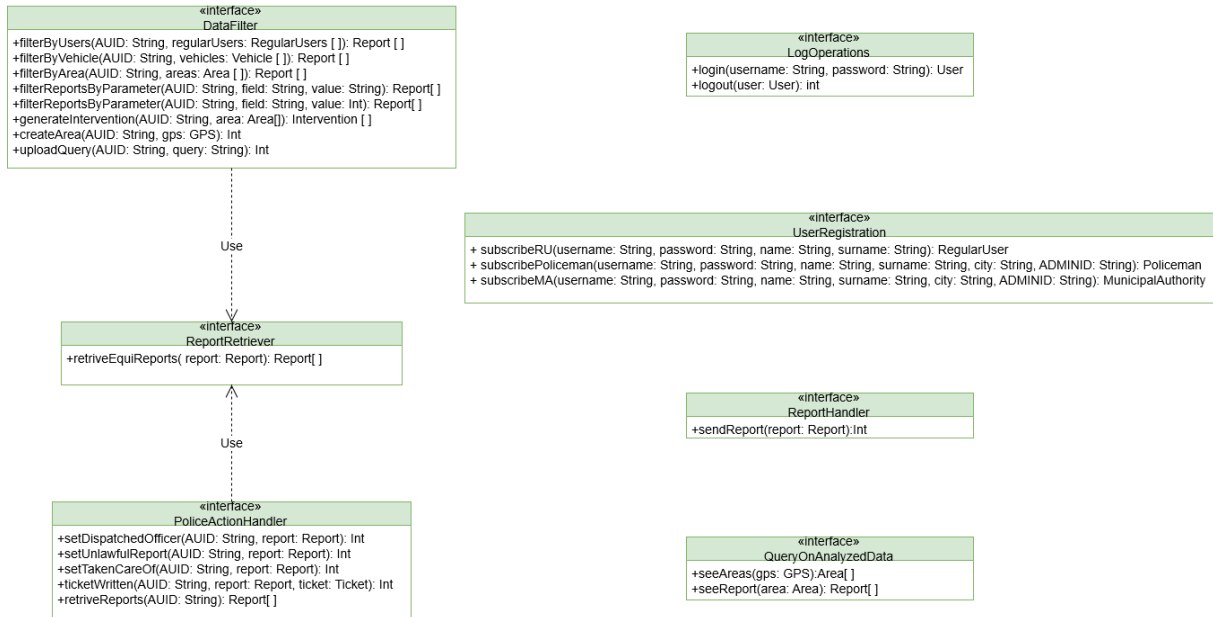 «interface»
DataFilter
+filterByUsers(AUID: String, regularUsers: RegularUsers [ ]): Report [ ]
+filterByVehicle(AUID: String, vehicles: Vehicle [ ]): Report [ ]
+filterByArea(AUID: String, areas: Area [ ]): Report [ ]
+filterReportsByParameter(AUID: String, field: String, value: String): Report[ ]
+filterReportsByParameter(AUID: String, field: String, value: Int): Report[ ]
+generateIntervention(AUID: String, area: Area[]): Intervention [ ]
+createArea(AUID: String, gps: GPS): Int
+uploadQuery(AUID: String, query: String): Int
Use
«interface»
ReportRetriever
+retriveEquiReports( report: Report): Report[ ]
Use
«interface»
PoliceActionHandler
+setDispatchedOfficer(AUID: String, report: Report): Int
+setUnlawfulReport(AUID: String, report: Report): Int
+setTakenCareOf(AUID: String, report: Report): Int
+ticketWritten(AUID: String, report: Report, ticket: Ticket): Int
+retriveReports(AUID: String): Report[ ]
«interface»
LogOperations
+login(username: String, password: String): User
+logout(user: User): int
«interface»
UserRegistration
+ subscribeRU(username: String, password: String, name: String, surname: String): RegularUser
+ subscribePoliceman(username: String, password: String, name: String, surname: String, city: String, ADMINID: String): Policeman
+ subscribeMA(username: String, password: String, name: String, surname: String, city: String, ADMINID: String): MunicipalAuthority
«interface»
ReportHandler
+sendReport(report: Report):Int
«interface»
QueryOnAnalyzedData
+seeAreas(gps: GPS):Area[ ]
+seeReport(area: Area): Report[ ]